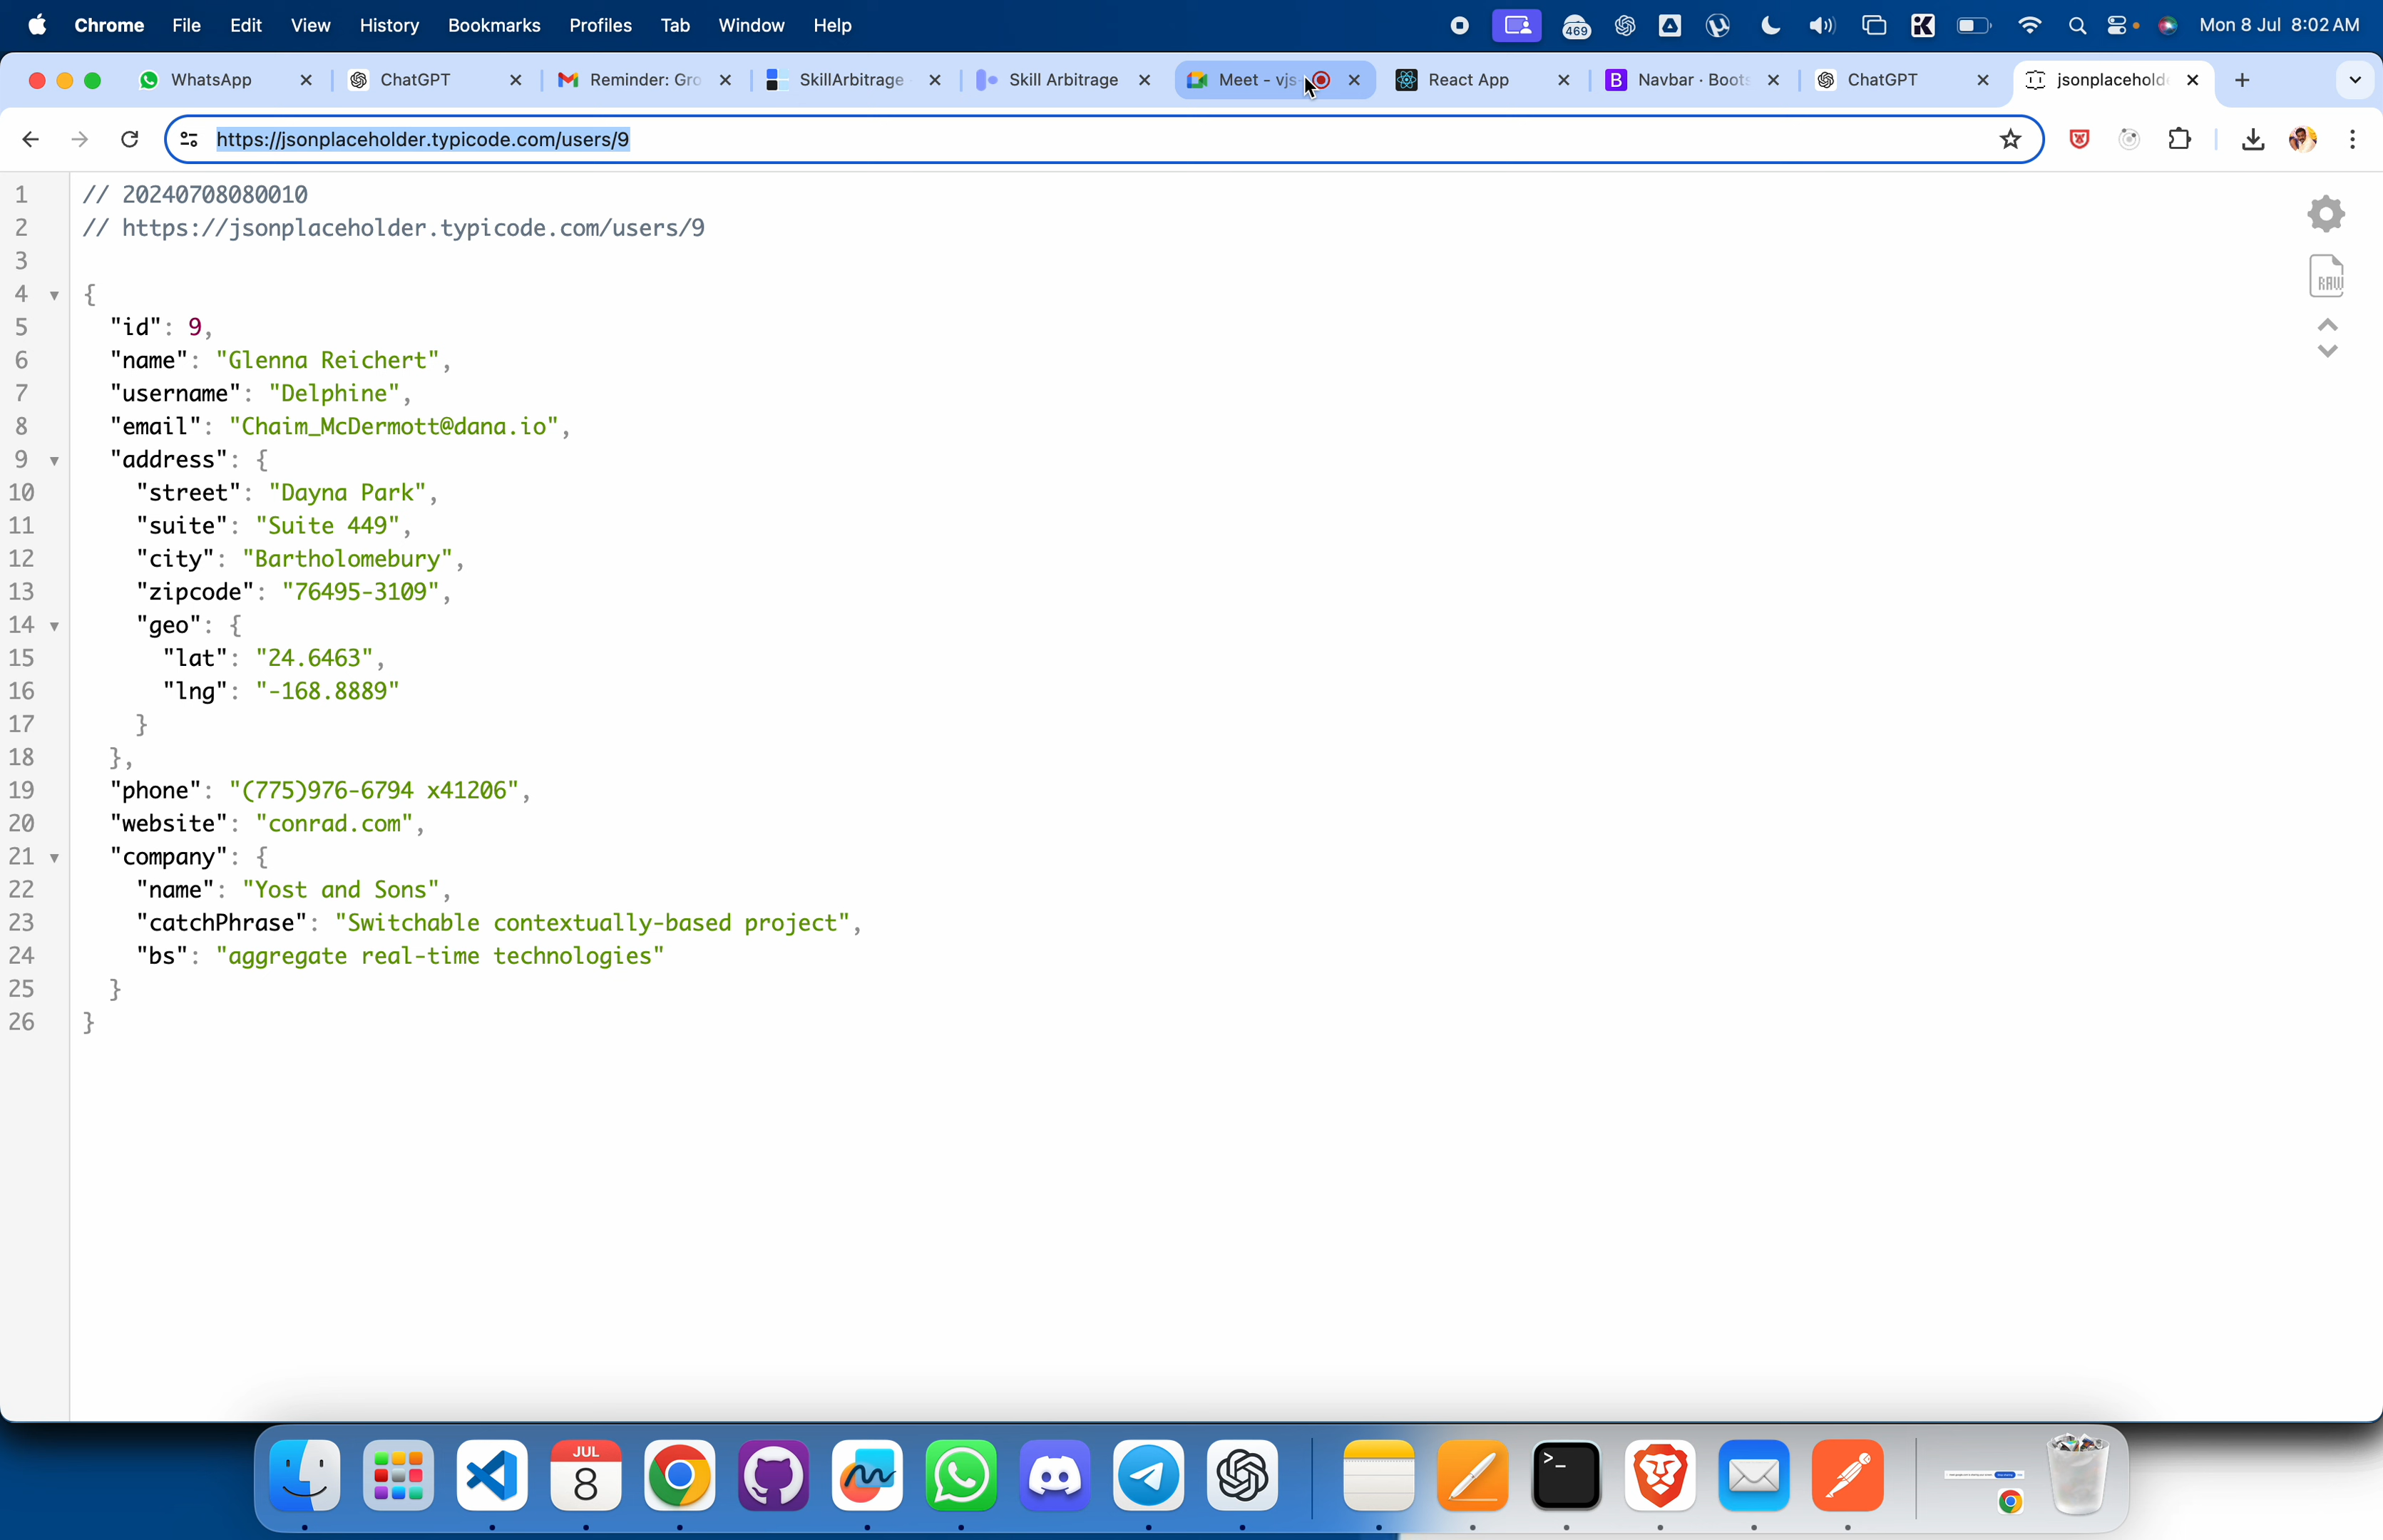 Chrome File Edit View History Bookmarks Profiles Tab Window Help 469 Mon 8 Jul 8:02 AM
WhatsApp ChatGPT Reminder: Gro SkillArbitrage Skill Arbitrage Meet - vjs- React App Navbar · Boots ChatGPT jsonplacehold
https://jsonplaceholder.typicode.com/users/9
1 // 20240708080010
2 // https://jsonplaceholder.typicode.com/users/9
3
4 {
5 "id": 9,
6 "name": "Glenna Reichert",
7 "username": "Delphine",
8 "email": "Chaim_McDermott@dana.io",
9 "address": {
10 "street": "Dayna Park",
11 "suite": "Suite 449",
12 "city": "Bartholomebury",
13 "zipcode": "76495-3109",
14 "geo": {
15 "lat": "24.6463",
16 "lng": "-168.8889"
17 }
18 },
19 "phone": "(775)976-6794 x41206",
20 "website": "conrad.com",
21 "company": {
22 "name": "Yost and Sons",
23 "catchPhrase": "Switchable contextually-based project",
24 "bs": "aggregate real-time technologies"
25 }
26 }
RAW
JUL
8